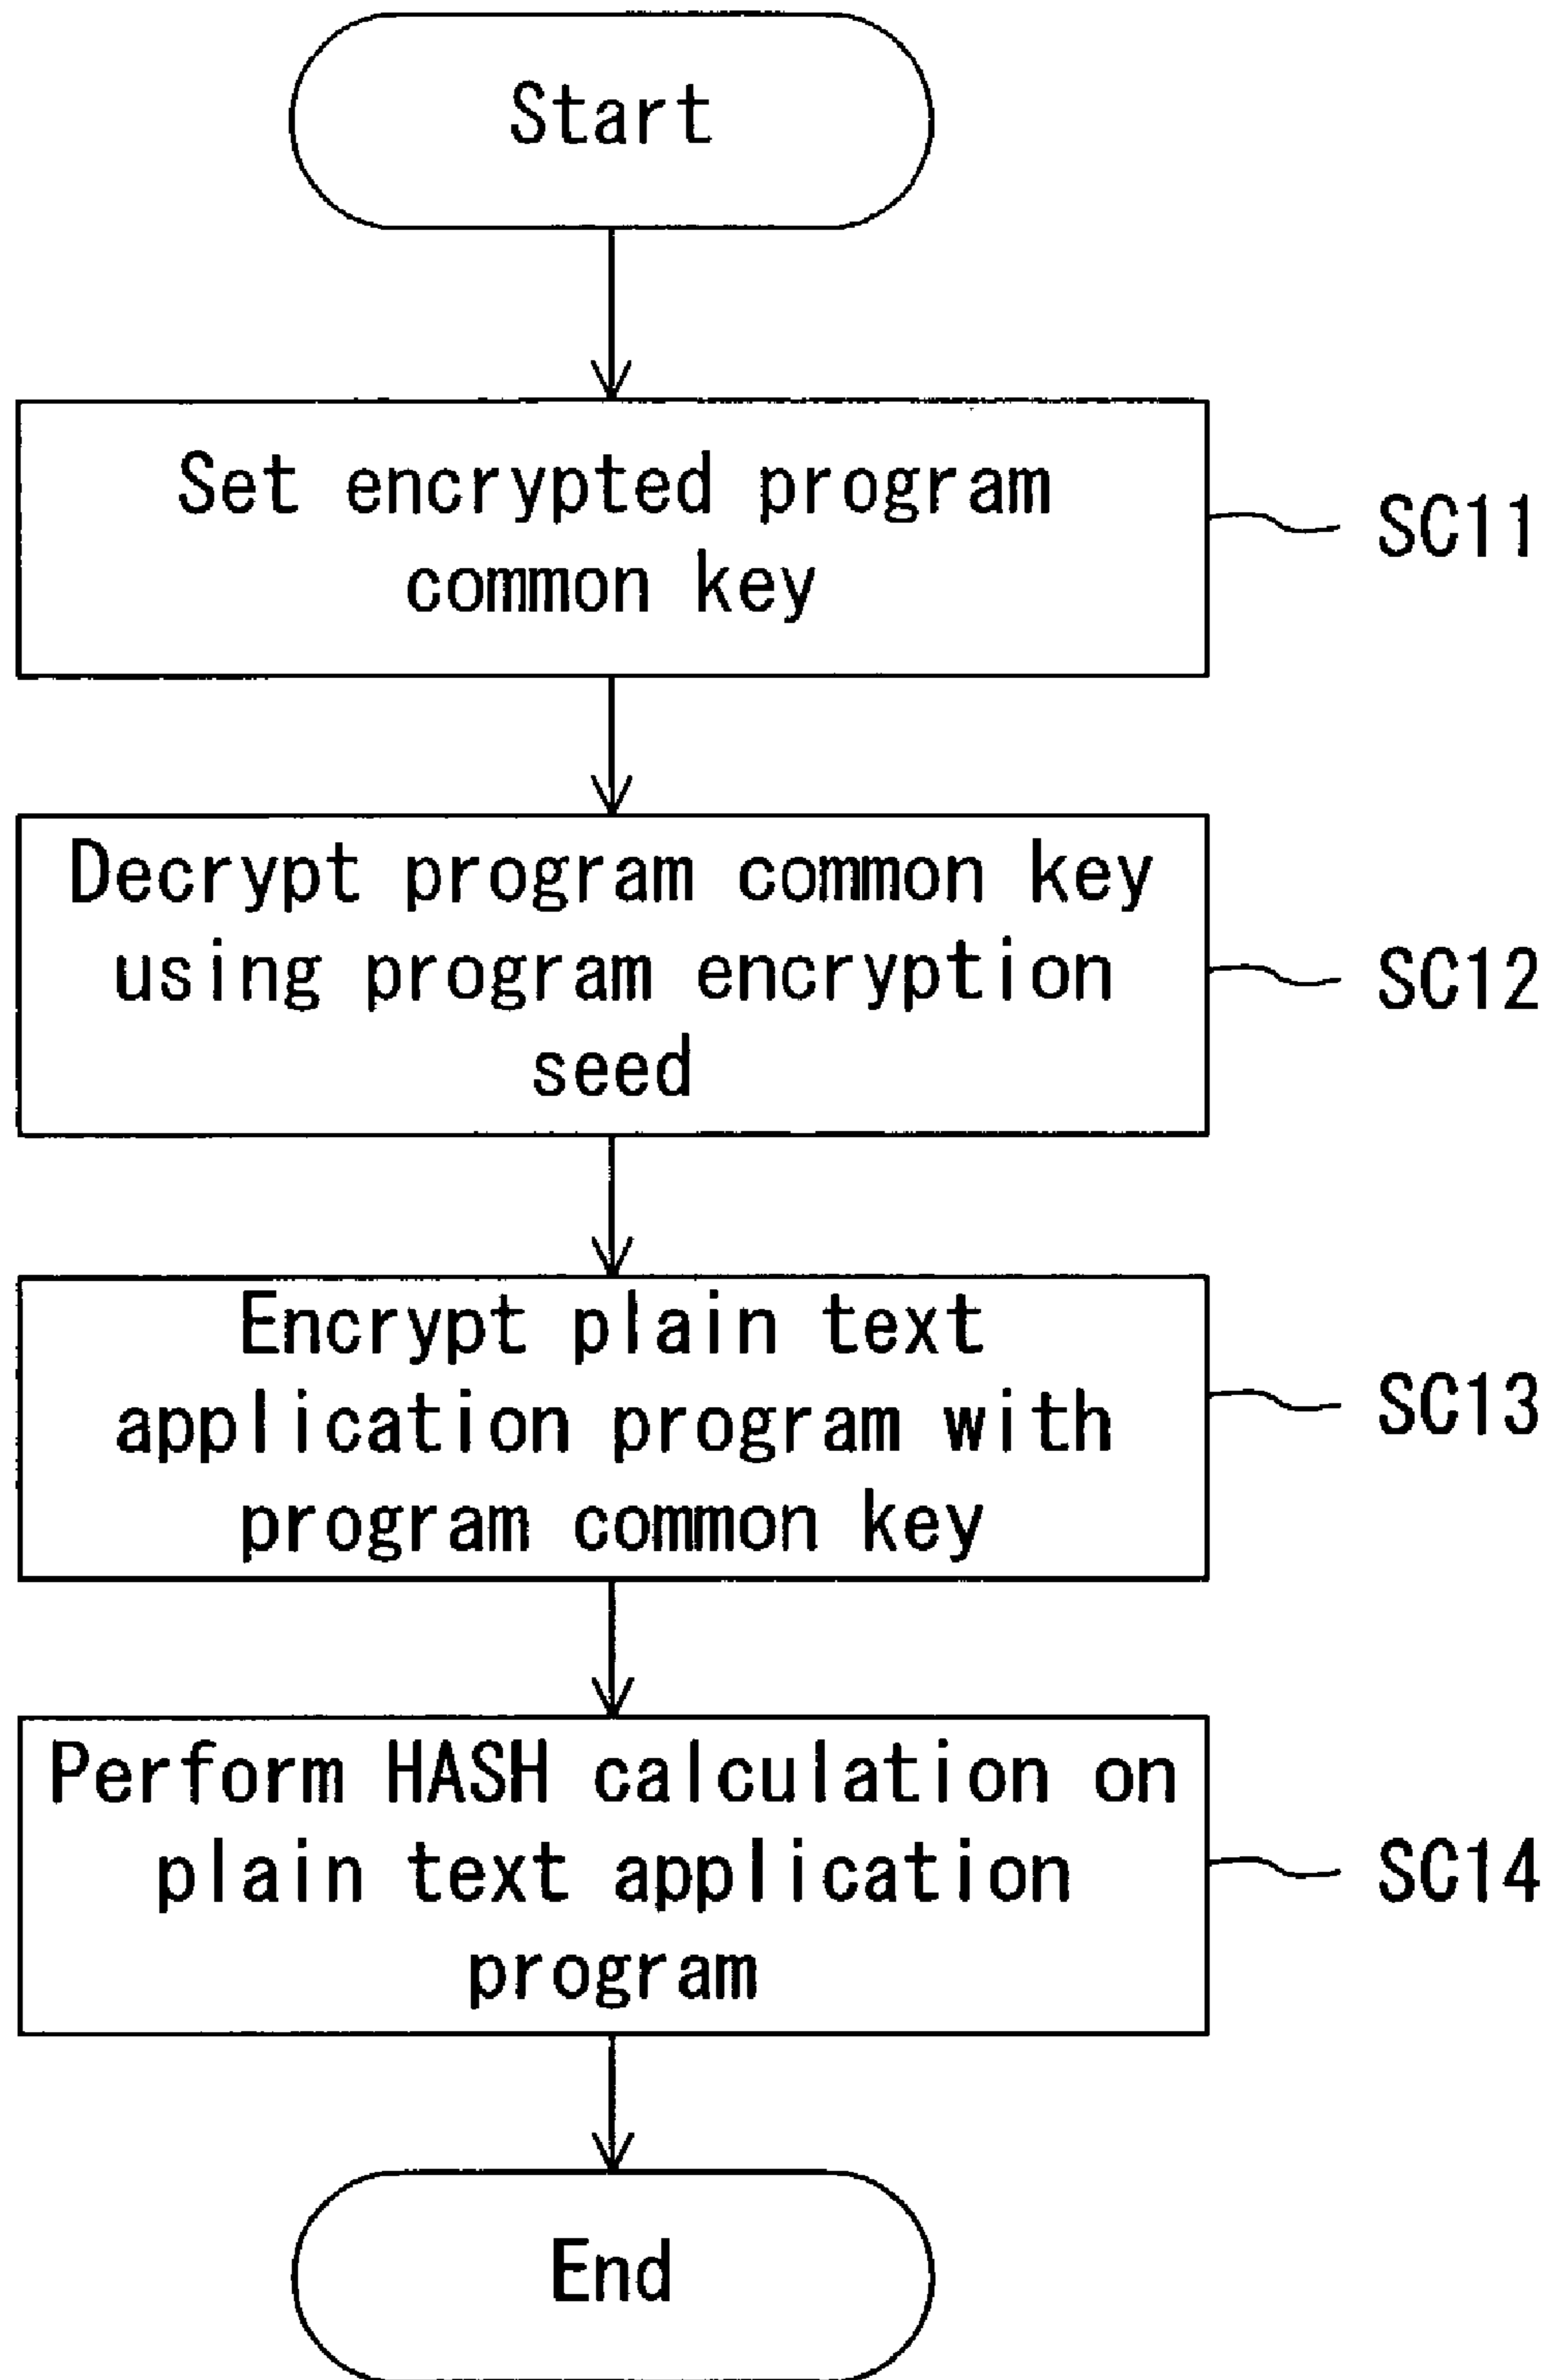 Start
Set encrypted program
common key
SC11
Decrypt program common key
using program encryption
seed
SC12
Encrypt plain text
application program with
program common key
SC13
Perform HASH calculation on
plain text application
program
SC14
End